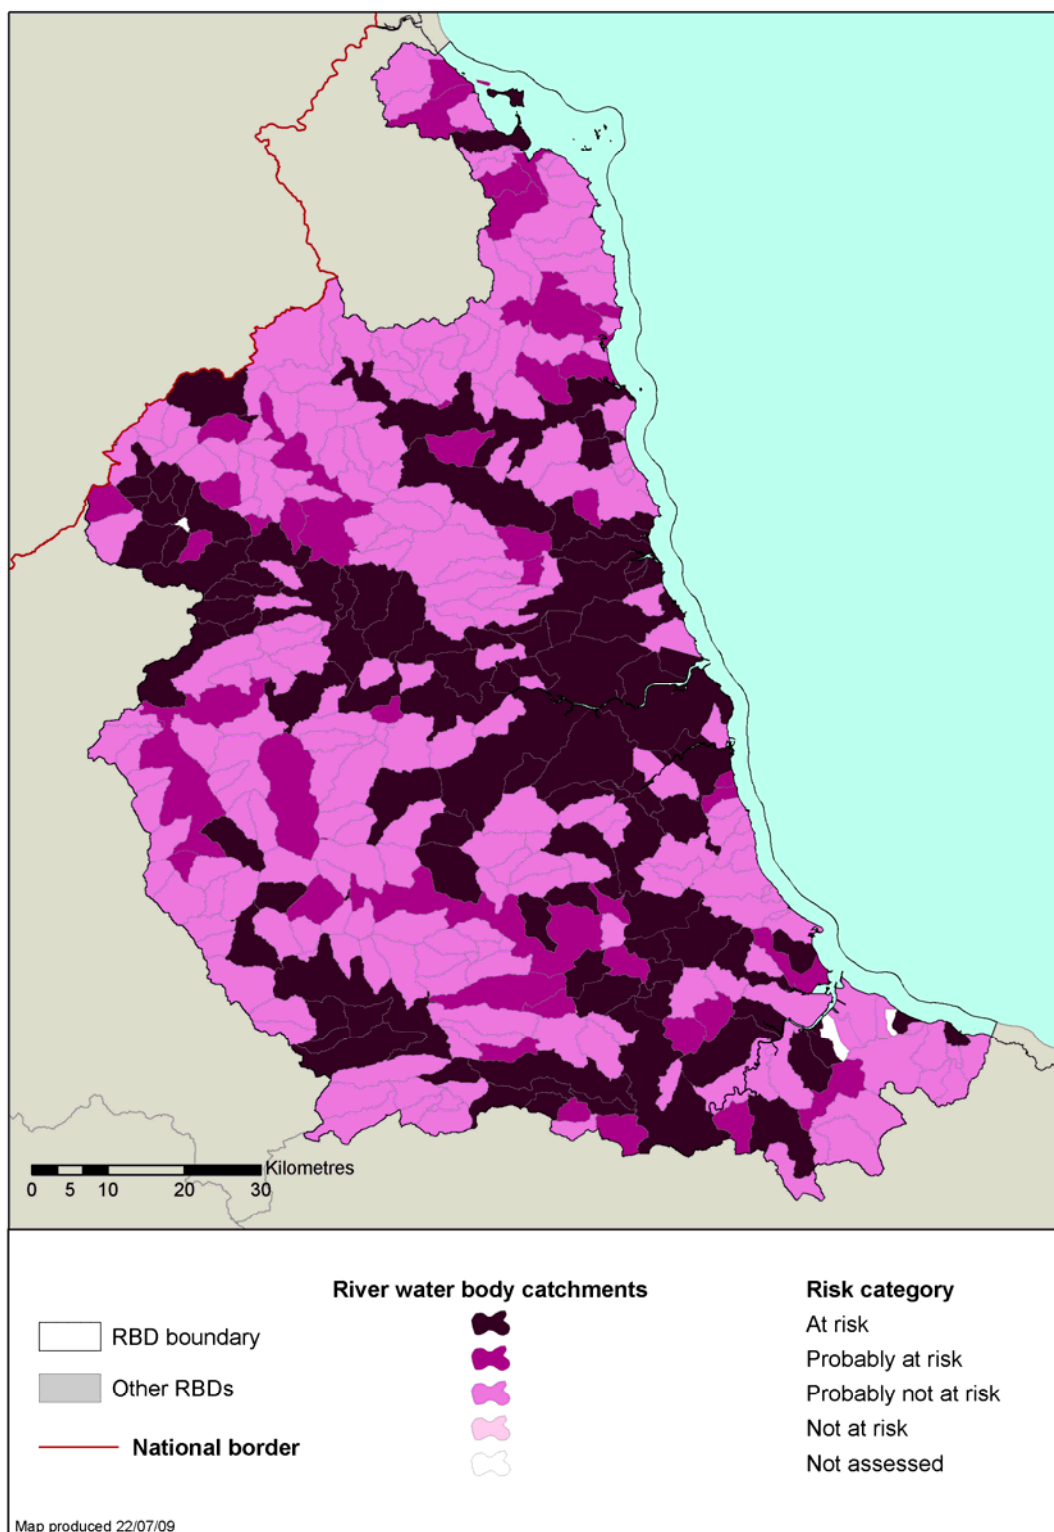 Kilometres
0 5 10 20 30
River water body catchments Risk category
At risk
RBD boundary
Probably at risk
Other RBDs
Probably not at risk
Not at risk
National border
Not assessed
Map produced 22/07/09